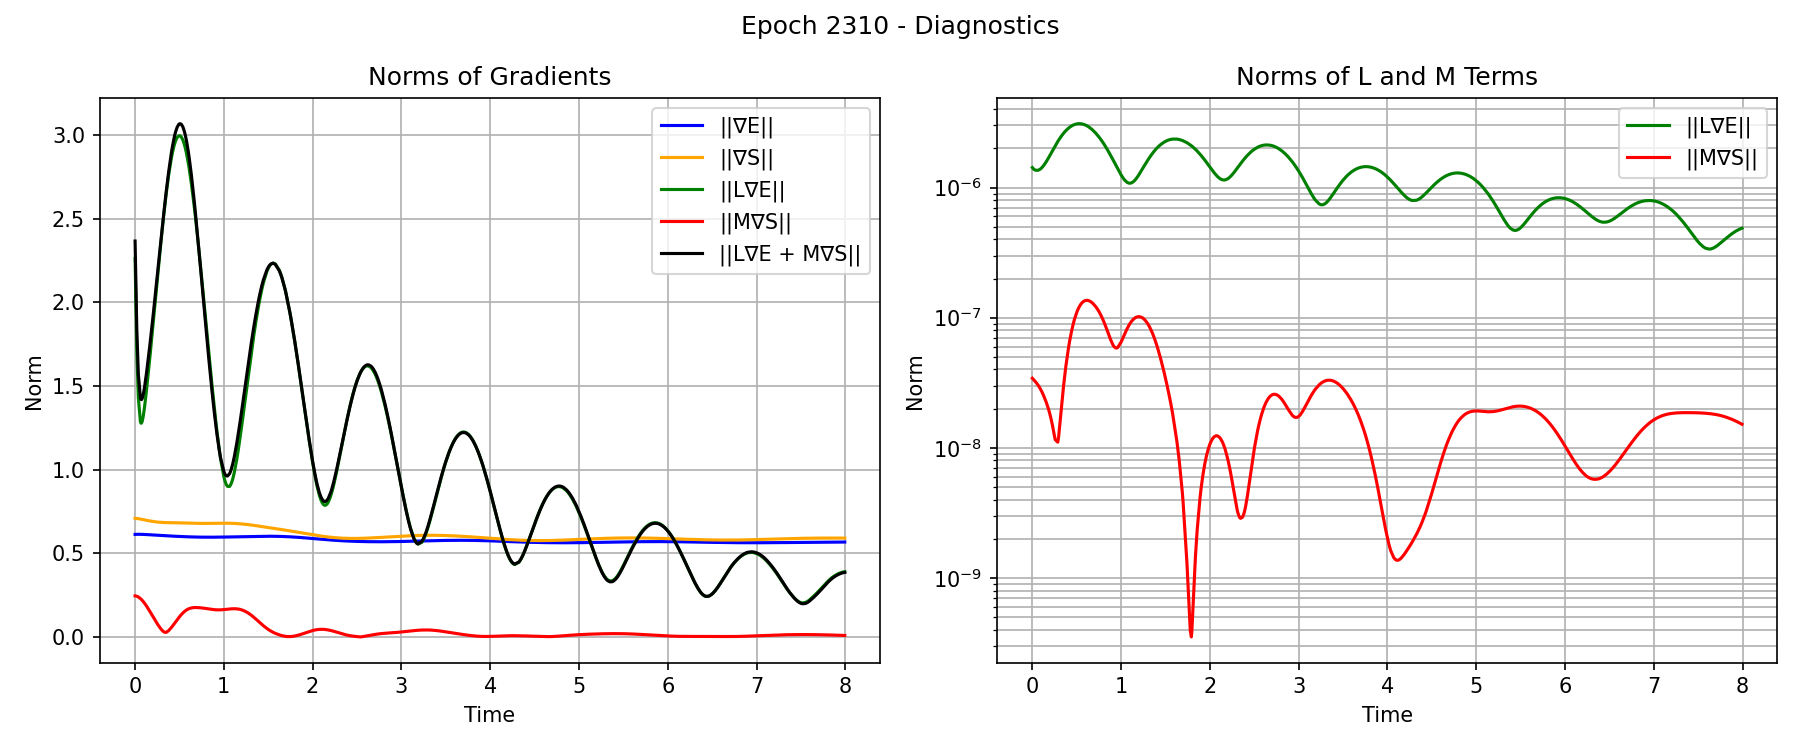 Epoch 2310 - Diagnostics
Norms of Gradients
3.0
2.5
2.0
1.5
1.0
0.5
0.0
Norm
0 1 2 3 4 5 6 7 8
Time
||∇E||
||∇S||
||L∇E||
||M∇S||
||L∇E + M∇S||
Norms of L and M Terms
10⁻⁶
10⁻⁷
10⁻⁸
10⁻⁹
Norm
0 1 2 3 4 5 6 7 8
Time
||L∇E||
||M∇S||